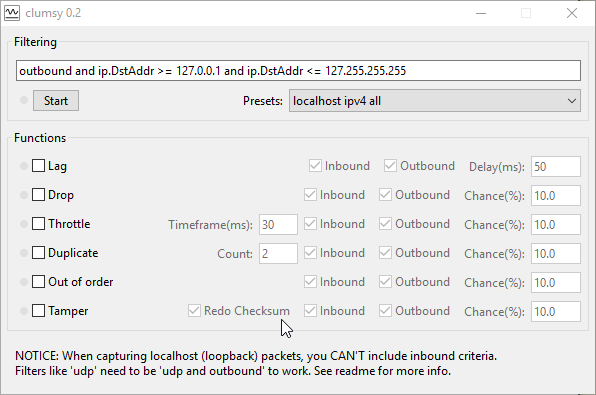 clumsy 0.2
Filtering
outbound and ip.DstAddr >= 127.0.0.1 and ip.DstAddr <= 127.255.255.255
Start Presets: localhost ipv4 all
Functions
Lag Inbound Outbound Delay(ms): 50
Drop Inbound Outbound Chance(%): 10.0
Throttle Timeframe(ms): 30 Inbound Outbound Chance(%): 10.0
Duplicate Count: 2 Inbound Outbound Chance(%): 10.0
Out of order Inbound Outbound Chance(%): 10.0
Tamper Redo Checksum Inbound Outbound Chance(%): 10.0
NOTICE: When capturing localhost (loopback) packets, you CAN'T include inbound criteria.
Filters like 'udp' need to be 'udp and outbound' to work. See readme for more info.